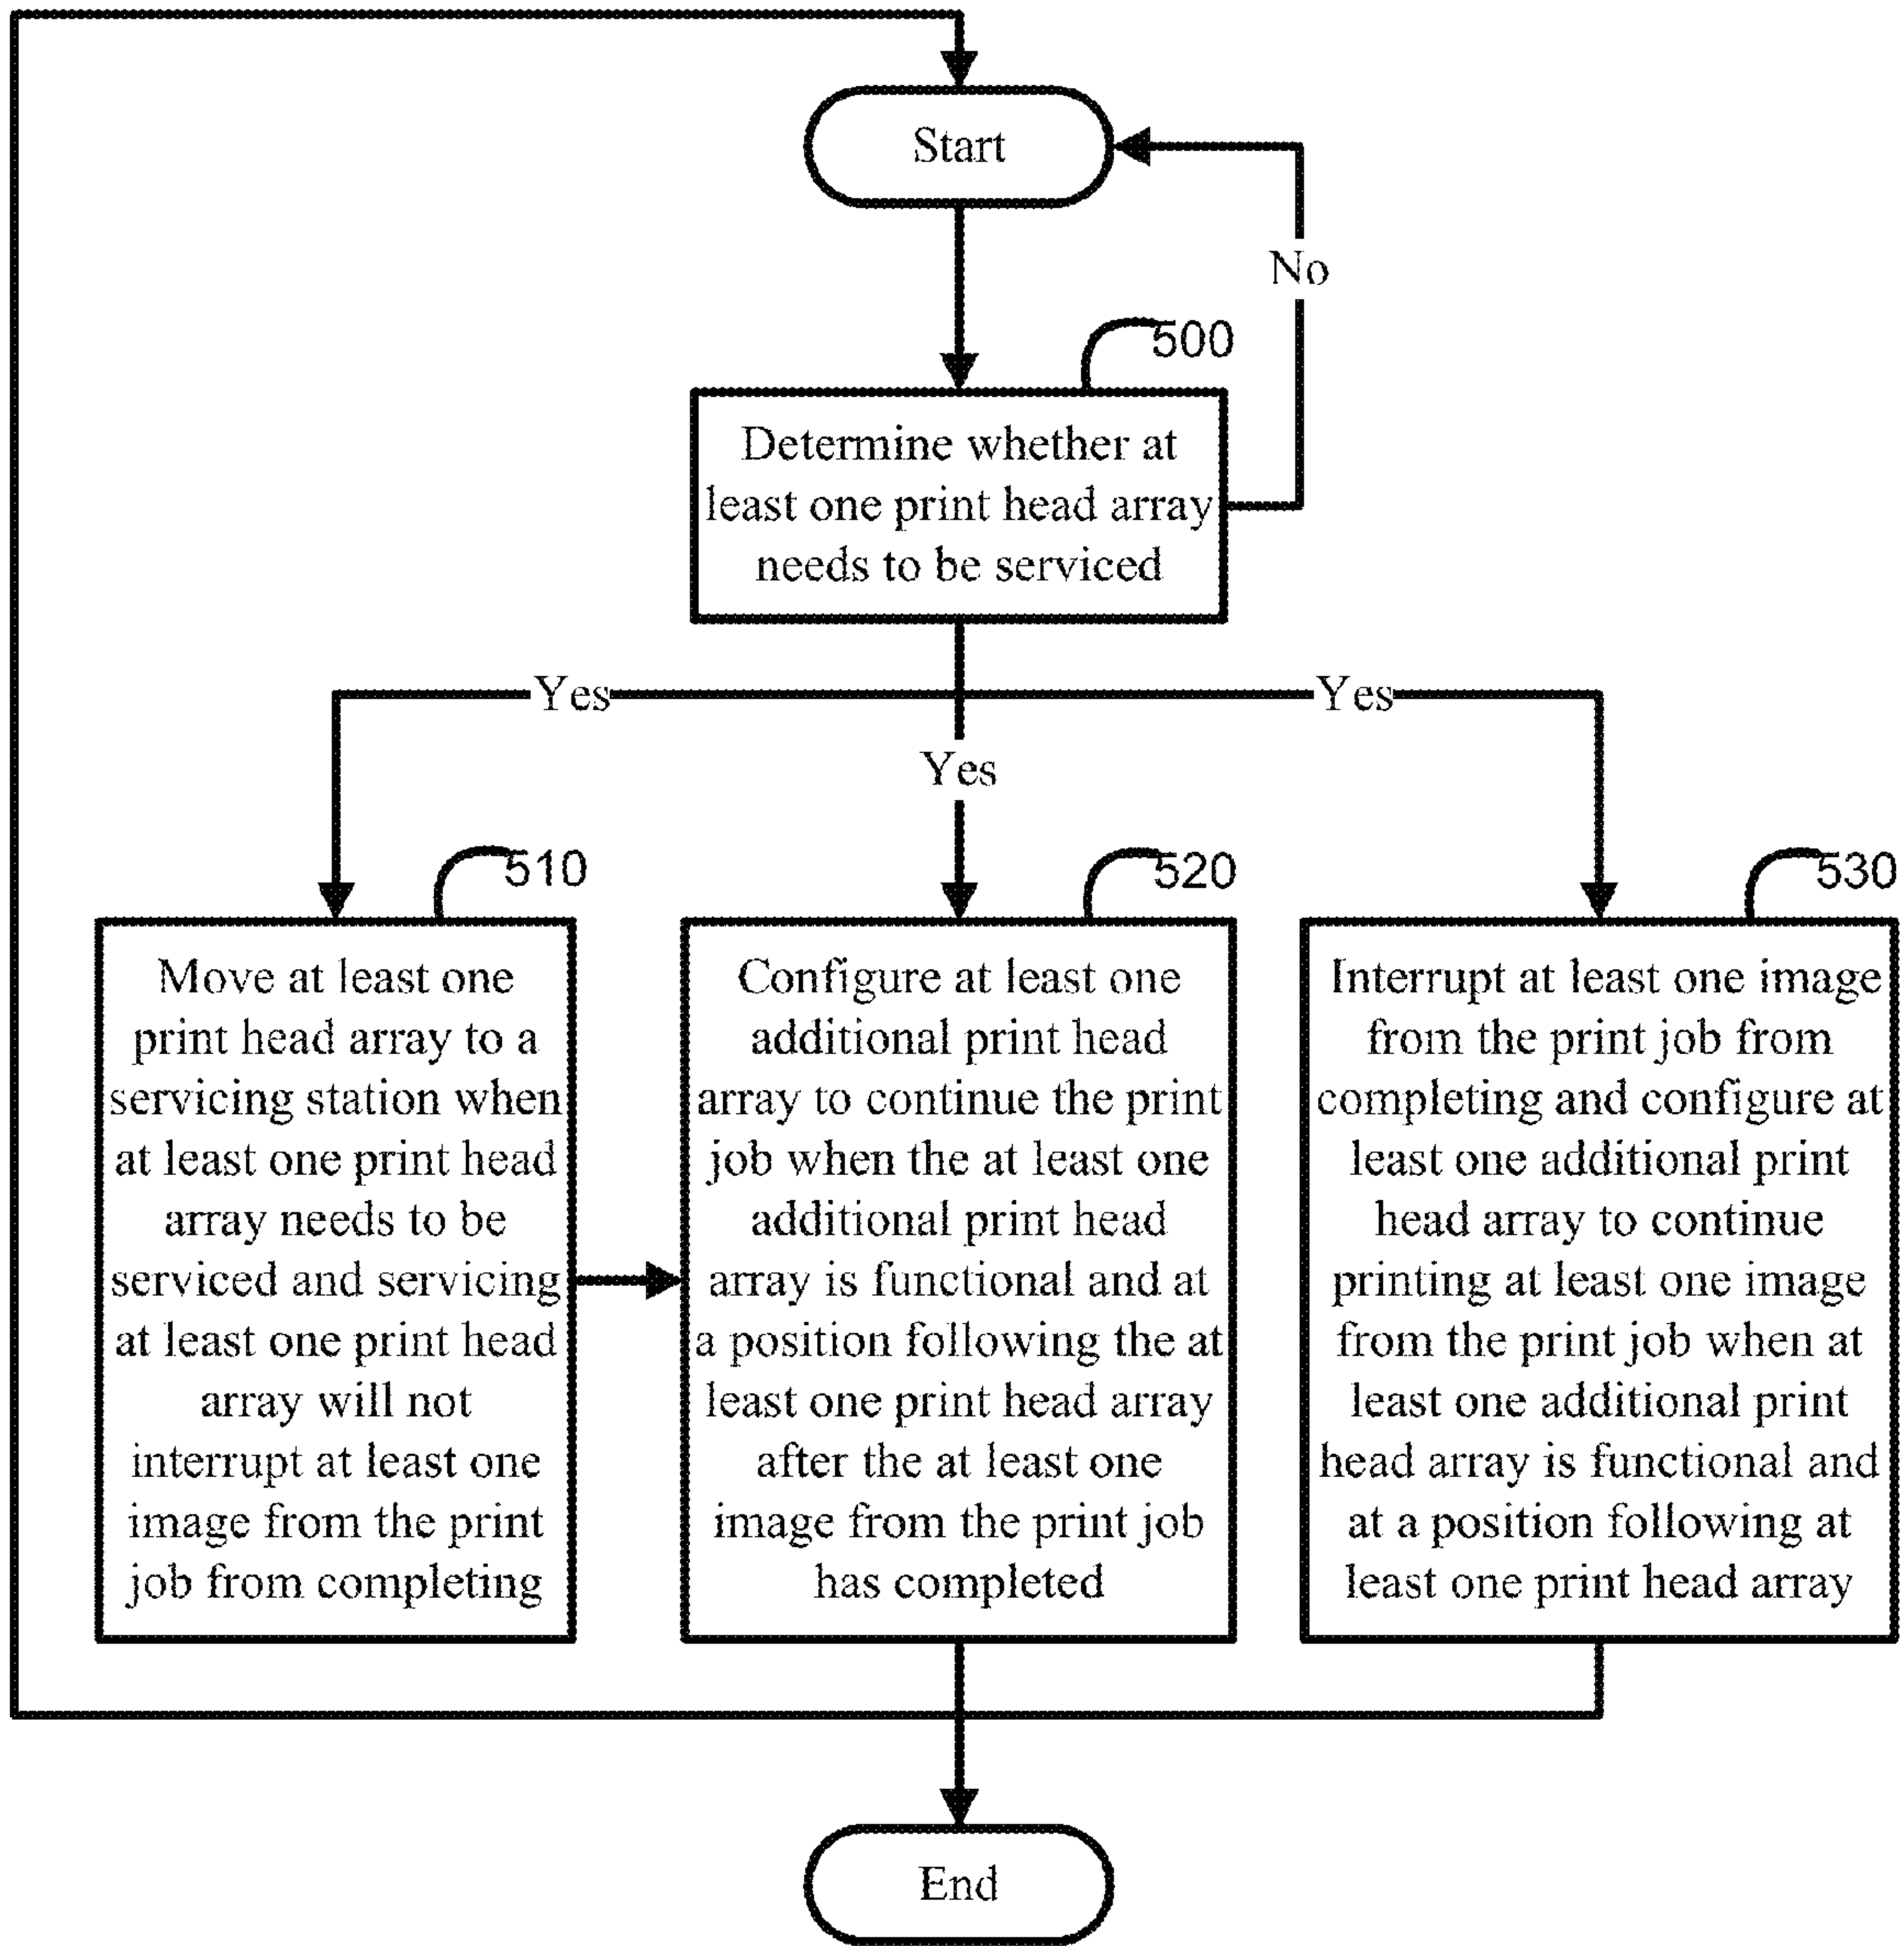 Start
No
500
Determine whether at
least one print head array
needs to be serviced
Yes
Yes
Yes
510
Move at least one
print head array to a
servicing station when
at least one print head
array needs to be
serviced and servicing
at least one print head
array will not
interrupt at least one
image from the print
job from completing
520
Configure at least one
additional print head
array to continue the print
job when the at least one
additional print head
array is functional and at
a position following the at
least one print head array
after the at least one
image from the print job
has completed
530
Interrupt at least one image
from the print job from
completing and configure at
least one additional print
head array to continue
printing at least one image
from the print job when at
least one additional print
head array is functional and
at a position following at
least one print head array
End